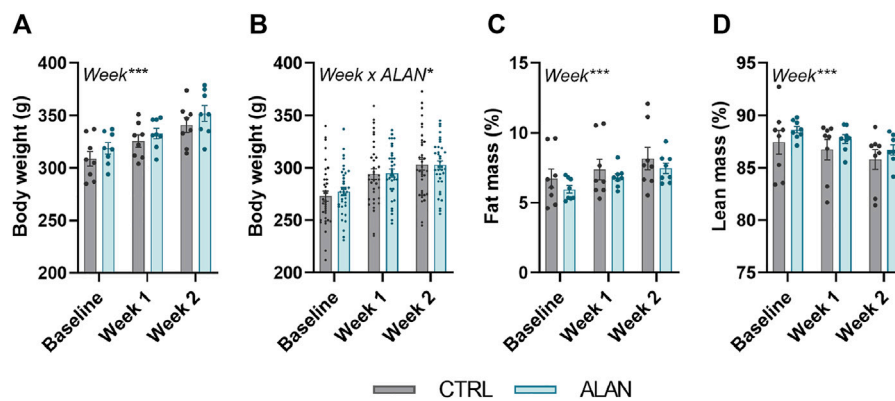 A
Week***
Body weight (g)
400
350
300
250
200
Baseline
Week 1
Week 2
B
Week x ALAN*
Body weight (g)
400
350
300
250
200
Baseline
Week 1
Week 2
C
Week***
Fat mass (%)
15
10
5
0
Baseline
Week 1
Week 2
D
Week***
Lean mass (%)
95
90
85
80
75
Baseline
Week 1
Week 2
CTRL
ALAN